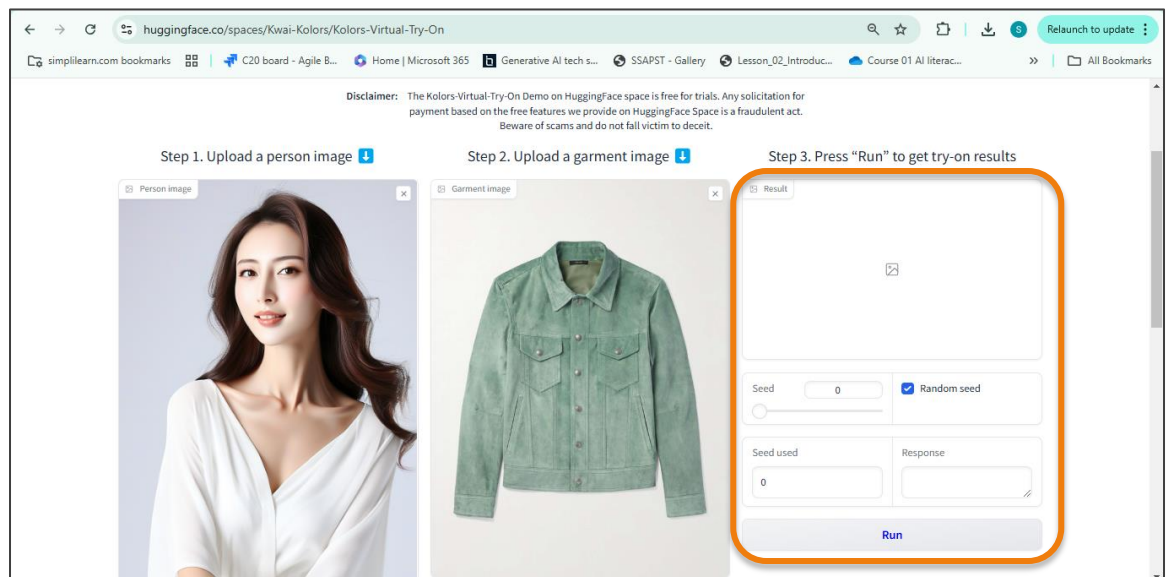 huggingface.co/spaces/Kwai-Kolors/Kolors-Virtual-Try-On
S
Relaunch to update
simplilearn.com bookmarks
C20 board - Agile B...
Home | Microsoft 365
b
Generative AI tech s...
SSAPST - Gallery
Lesson_02_Introduc...
Course 01 AI literac...
»
All Bookmarks
Disclaimer: The Kolors-Virtual-Try-On Demo on HuggingFace space is free for trials. Any solicitation for
payment based on the free features we provide on HuggingFace Space is a fraudulent act.
Beware of scams and do not fall victim to deceit.
Step 1. Upload a person image ⬇️
Step 2. Upload a garment image ⬇️
Step 3. Press “Run” to get try-on results
Person image
Garment image
Result
Seed
0
Random seed
Seed used
Response
0
Run